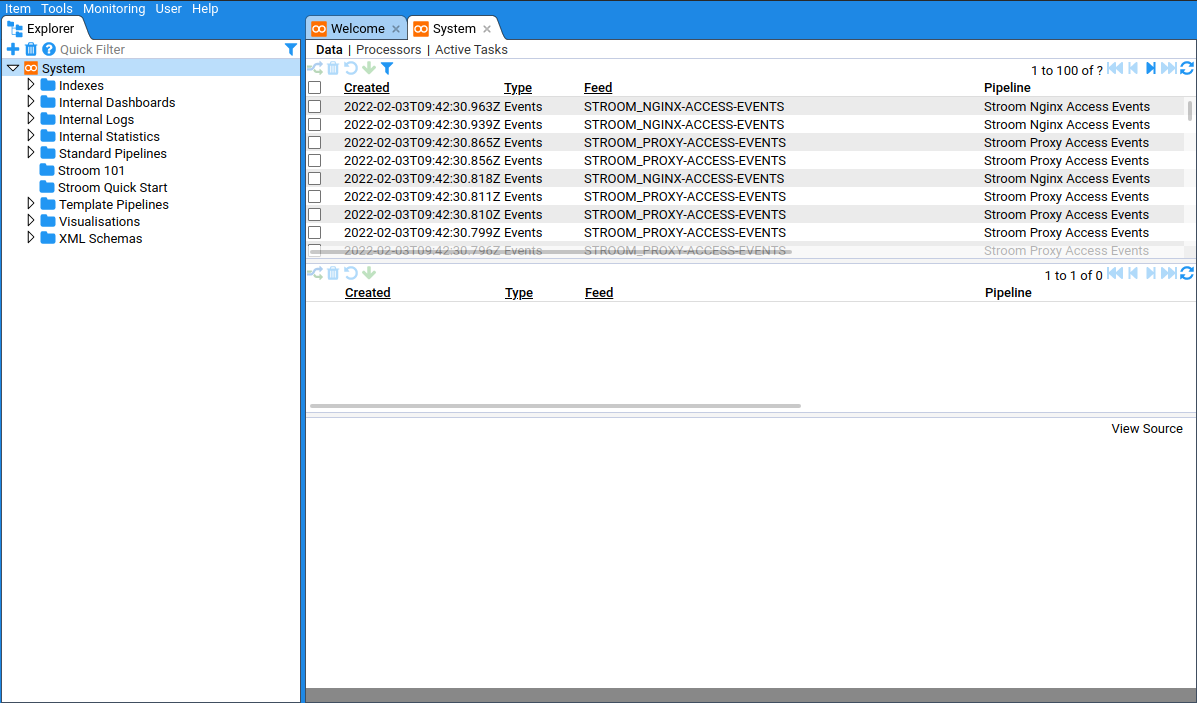 Item Tools Monitoring User Help
Explorer
Welcome
System
Quick Filter
System
Indexes
Internal Dashboards
Internal Logs
Internal Statistics
Standard Pipelines
Stroom 101
Stroom Quick Start
Template Pipelines
Visualisations
XML Schemas
Data | Processors | Active Tasks
1 to 100 of ?
Created Type Feed Pipeline
2022-02-03T09:42:30.963Z Events STROOM_NGINX-ACCESS-EVENTS Stroom Nginx Access Events
2022-02-03T09:42:30.939Z Events STROOM_NGINX-ACCESS-EVENTS Stroom Nginx Access Events
2022-02-03T09:42:30.865Z Events STROOM_PROXY-ACCESS-EVENTS Stroom Proxy Access Events
2022-02-03T09:42:30.856Z Events STROOM_PROXY-ACCESS-EVENTS Stroom Proxy Access Events
2022-02-03T09:42:30.818Z Events STROOM_NGINX-ACCESS-EVENTS Stroom Nginx Access Events
2022-02-03T09:42:30.811Z Events STROOM_PROXY-ACCESS-EVENTS Stroom Proxy Access Events
2022-02-03T09:42:30.810Z Events STROOM_PROXY-ACCESS-EVENTS Stroom Proxy Access Events
2022-02-03T09:42:30.799Z Events STROOM_PROXY-ACCESS-EVENTS Stroom Proxy Access Events
2022-02-03T09:42:30.796Z Events STROOM_PROXY-ACCESS-EVENTS Stroom Proxy Access Events
1 to 1 of 0
Created Type Feed Pipeline
View Source